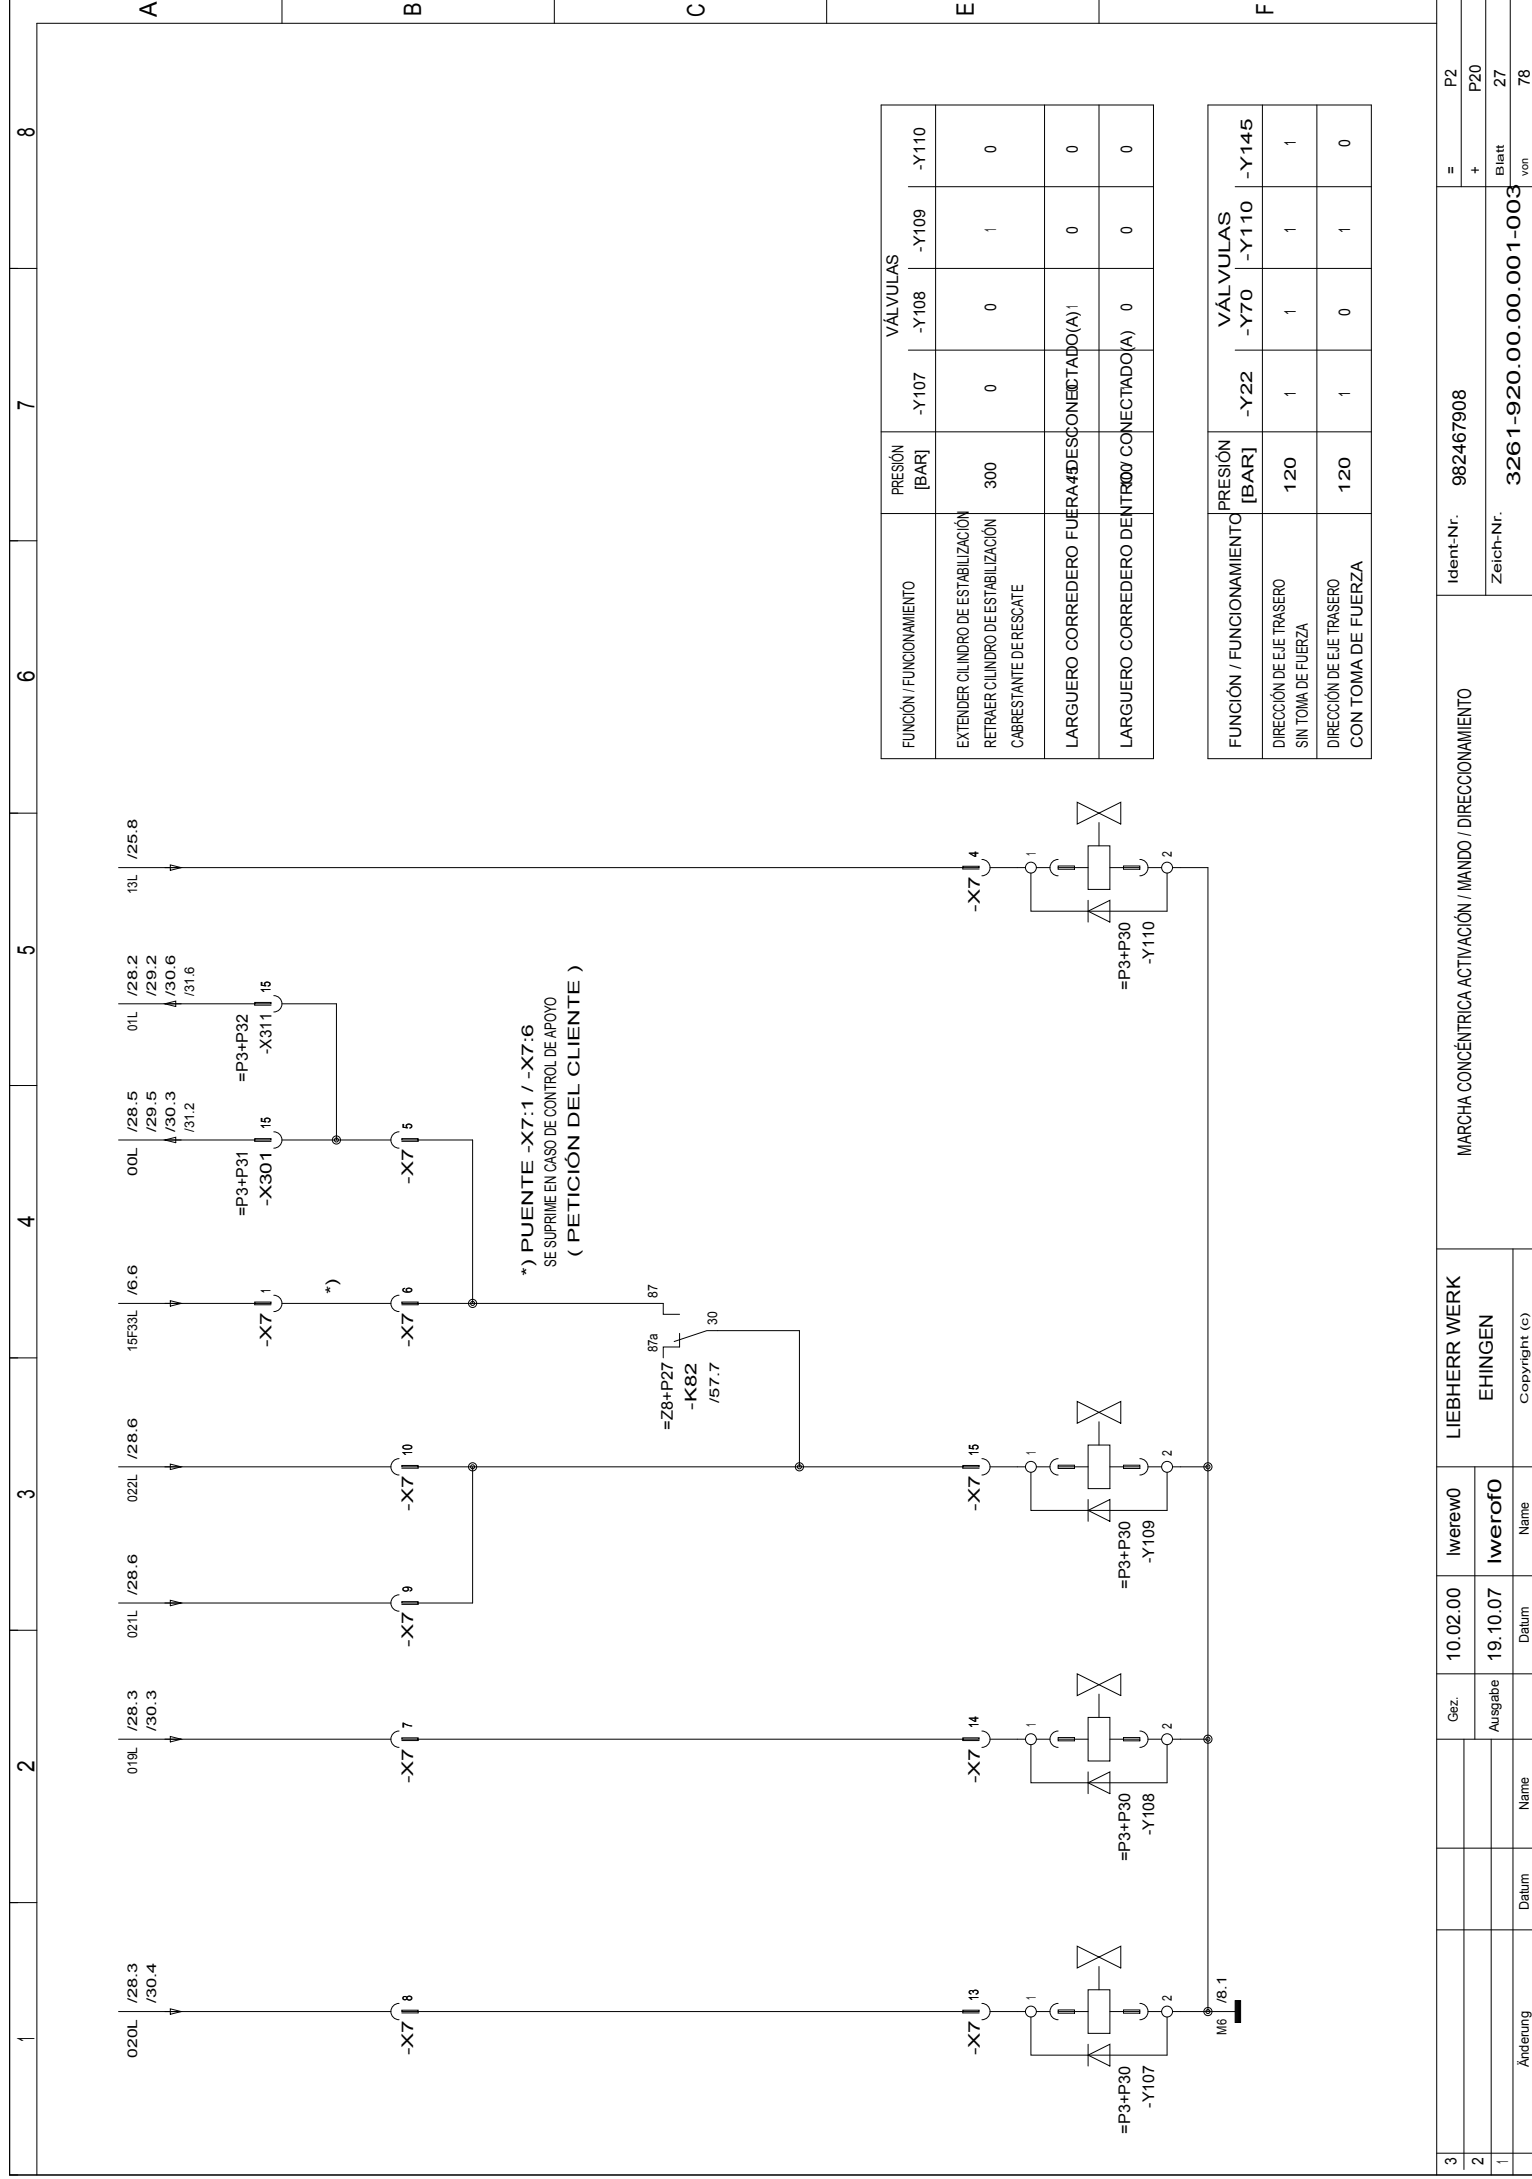 1
2
3
4
5
6
7
8
A
B
C
E
F
020L /28.3
/30.4
019L /28.3
/30.3
021L /28.6
022L /28.6
15F33L /6.6
00L /28.5
/29.5
/30.3
/31.2
01L /28.2
/29.2
/30.6
/31.6
13L /25.8
-X7 1
*)
=P3+P31
-X301 15
=P3+P32
-X311 15
-X7 8
-X7 7
-X7 9
-X7 10
-X7 6
-X7 5
*) PUENTE -X7:1 / -X7:6
SE SUPRIME EN CASO DE CONTROL DE APOYO
( PETICIÓN DEL CLIENTE )
=Z8+P27
-K82
/57.7
87a
87
30
-X7 13
-X7 14
-X7 15
-X7 4
1
2
=P3+P30
-Y107
1
2
=P3+P30
-Y108
1
2
=P3+P30
-Y109
1
2
=P3+P30
-Y110
M6 /8.1
FUNCIÓN / FUNCIONAMIENTO
PRESIÓN
[BAR]
VÁLVULAS
-Y107 -Y108 -Y109 -Y110
EXTENDER CILINDRO DE ESTABILIZACIÓN
RETRAER CILINDRO DE ESTABILIZACIÓN
CABRESTANTE DE RESCATE
300 0 0 1 0
LARGUERO CORREDERO FUERA / DESCONECTADO(A) 1 0 0
LARGUERO CORREDERO DENTRO / CONECTADO(A) 0 0 0
FUNCIÓN / FUNCIONAMIENTO
PRESIÓN
[BAR]
VÁLVULAS
-Y22 -Y70 -Y110 -Y145
DIRECCIÓN DE EJE TRASERO
SIN TOMA DE FUERZA
120 1 1 1 1
DIRECCIÓN DE EJE TRASERO
CON TOMA DE FUERZA
120 1 0 1 0
3
2
1
Änderung Datum Name
Gez. 10.02.00 lwerew0
Ausgabe 19.10.07 lwerof0
Datum Name
LIEBHERR WERK
EHINGEN
Copyright (c)
MARCHA CONCÉNTRICA ACTIVACIÓN / MANDO / DIRECCIONAMIENTO
Ident-Nr. 982467908
Zeich-Nr. 3261-920.00.00.001-003
= P2
+ P20
Blatt 27
von 78